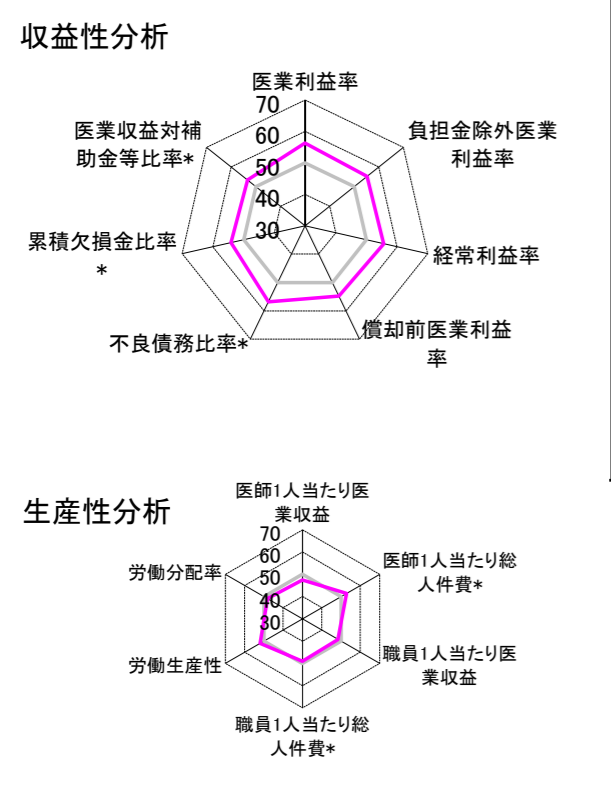 収益性分析
医業利益率
70
60
50
40
30
負担金除外医業
利益率
経常利益率
償却前医業利益
率
不良債務比率*
累積欠損金比率
*
医業収益対補
助金等比率*
生産性分析
医師1人当たり医
業収益
70
60
50
40
30
医師1人当たり総
人件費*
職員1人当たり医
業収益
職員1人当たり総
人件費*
労働生産性
労働分配率